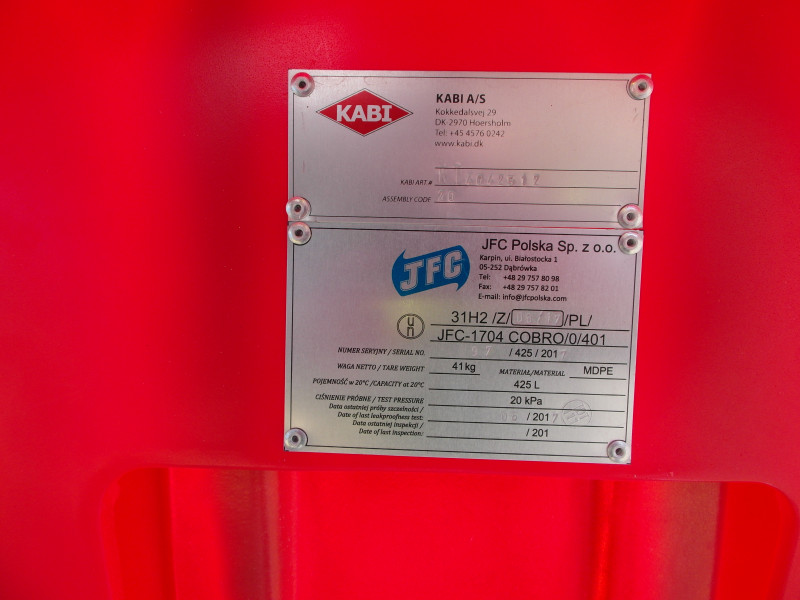 KABI
KABI A/S
Kokkedalsvej 29
DK-2970 Hoersholm
Tel: +45 4576 0242
www.kabi.dk
KABI ART.#
ASSEMBLY CODE
JFC
JFC Polska Sp. z o.o.
Karpin, ul. Białostocka 1
05-252 Dąbrówka
Tel: +48 29 757 80 98
Fax: +48 29 757 82 01
E-mail: info@jfcpolska.com
un
31H2 /Z/ /PL/
JFC-1704 COBRO/0/401
NUMER SERYJNY / SERIAL NO. / 425 / 2017
WAGA NETTO / TARE WEIGHT 41kg MATERIAŁ/MATERIAL MDPE
POJEMNOŚĆ w 20°C /CAPACITY at 20°C 425 L
CIŚNIENIE PRÓBNE / TEST PRESSURE 20 kPa
Data ostatniej próby szczelności /
Date of last leakproofness test: / 2017
Data ostatniej inspekcji /
Date of last inspection: / 201